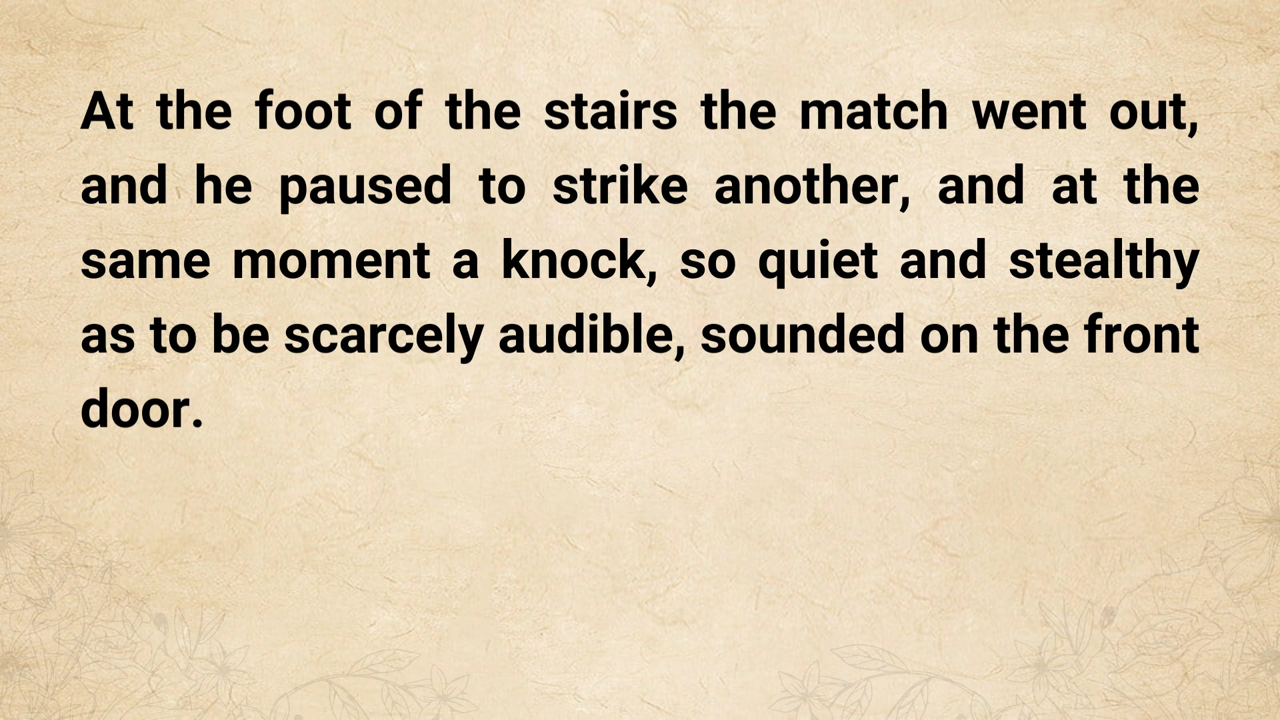 At the foot of the stairs the match went out,
and he paused to strike another, and at the
same moment a knock, so quiet and stealthy
as to be scarcely audible, sounded on the front
door.